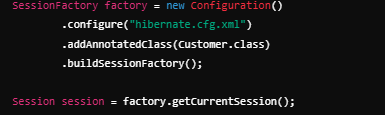 SessionFactory factory = new Configuration()
.configure("hibernate.cfg.xml")
.addAnnotatedClass(Customer.class)
.buildSessionFactory();
Session session = factory.getCurrentSession();